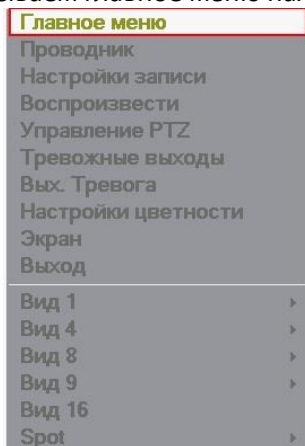 Главное меню
Проводник
Настройки записи
Воспроизвести
Управление PTZ
Тревожные выходы
Вых. Тревога
Настройки цветности
Экран
Выход
Вид 1
Вид 4
Вид 8
Вид 9
Вид 16
Spot